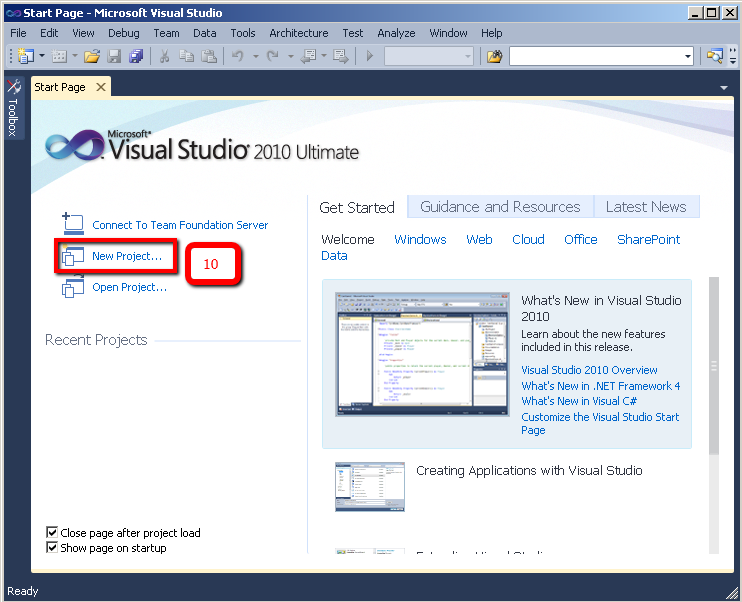 Start Page - Microsoft Visual Studio
File Edit View Debug Team Data Tools Architecture Test Analyze Window Help
Toolbox
Start Page
Microsoft®
Visual Studio® 2010 Ultimate
Connect To Team Foundation Server
New Project...
10
Open Project...
Recent Projects
Close page after project load
Show page on startup
Get Started Guidance and Resources Latest News
Welcome Windows Web Cloud Office SharePoint
Data
What's New in Visual Studio
2010
Learn about the new features
included in this release.
Visual Studio 2010 Overview
What's New in .NET Framework 4
What's New in Visual C#
Customize the Visual Studio Start
Page
Creating Applications with Visual Studio
Extending Visual Studio
Ready